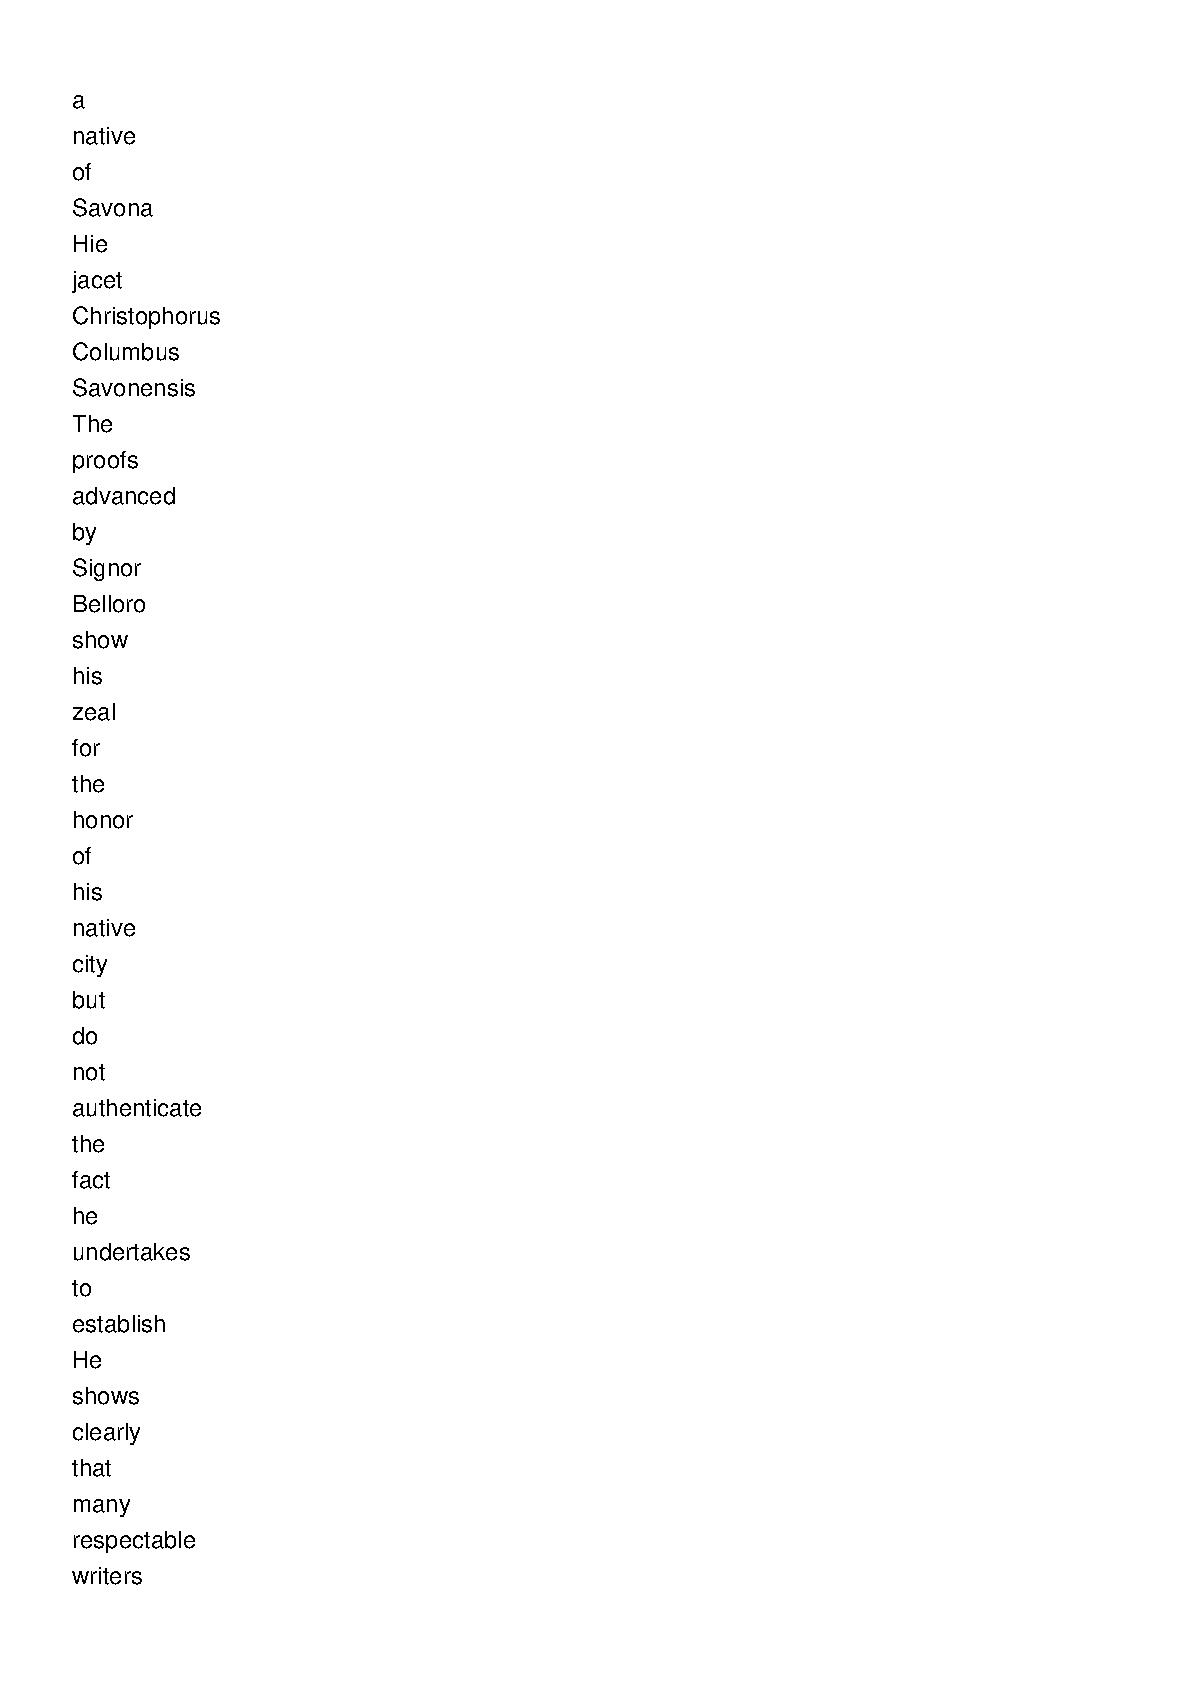 a
native
of
Savona
Hie
jacet
Christophorus
Columbus
Savonensis
The
proofs
advanced
by
Signor
Belloro
show
his
zeal
for
the
honor
of
his
native
city
but
do
not
authenticate
the
fact
he
undertakes
to
establish
He
shows
clearly
that
many
respectable
writers